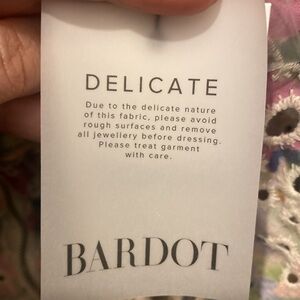 DELICATE
Due to the delicate nature
of this fabric, please avoid
rough surfaces and remove
all jewellery before dressing.
Please treat garment
with care.
BARDOT